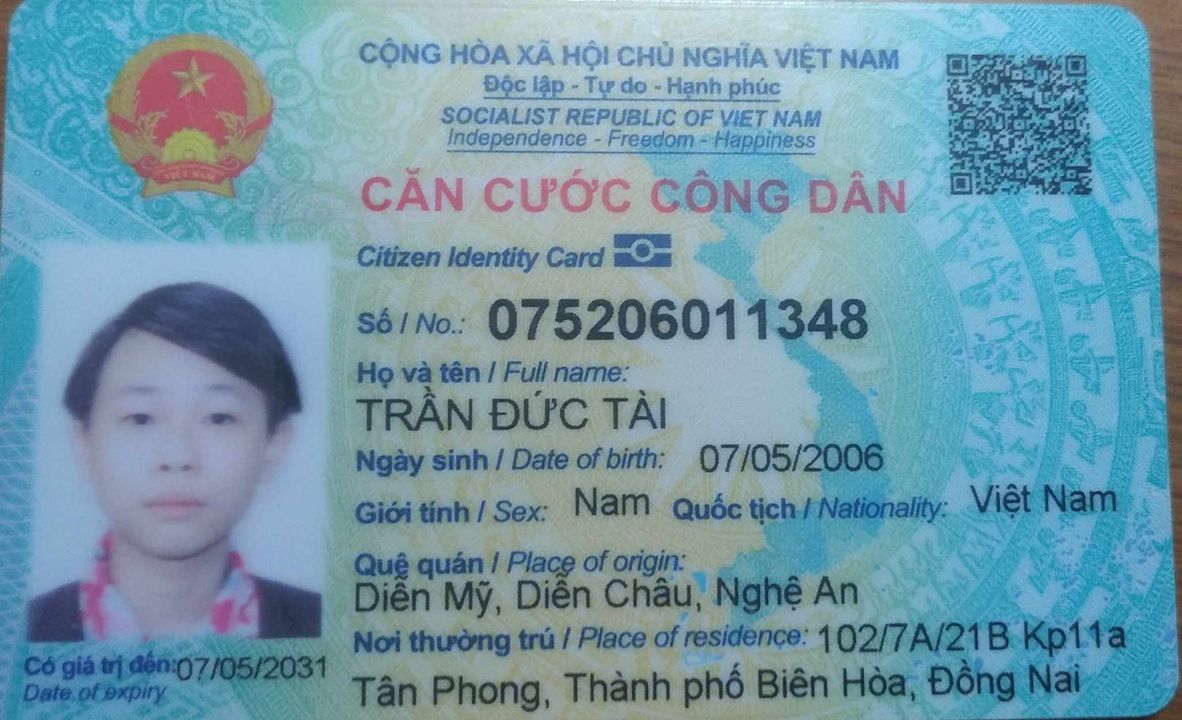 CỘNG HÒA XÃ HỘI CHỦ NGHĨA VIỆT NAM
Độc lập - Tự do - Hạnh phúc
SOCIALIST REPUBLIC OF VIET NAM
Independence - Freedom - Happiness
VIỆT NAM
CĂN CƯỚC CÔNG DÂN
Citizen Identity Card
Số / No.: 075206011348
Họ và tên / Full name:
TRẦN ĐỨC TÀI
Ngày sinh / Date of birth: 07/05/2006
Giới tính / Sex: Nam Quốc tịch / Nationality: Việt Nam
Quê quán / Place of origin:
Diễn Mỹ, Diễn Châu, Nghệ An
Nơi thường trú / Place of residence: 102/7A/21B Kp11a
Tân Phong, Thành phố Biên Hòa, Đồng Nai
Có giá trị đến: 07/05/2031
Date of expiry